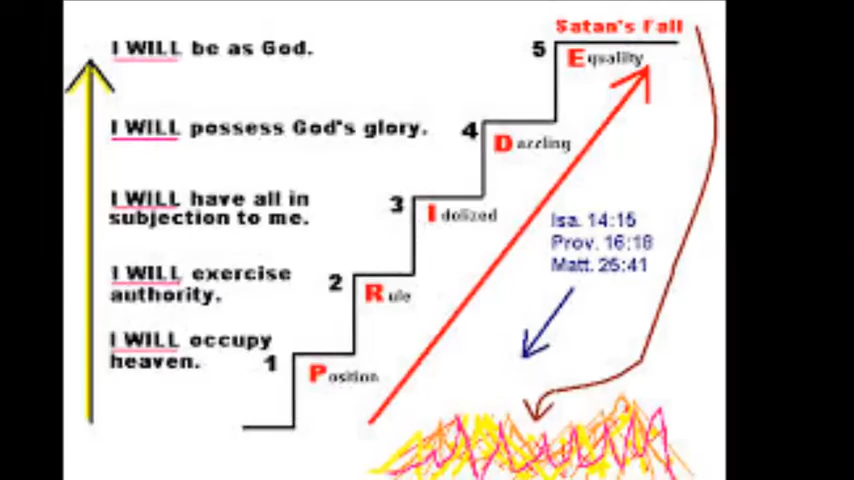 Satan's Fall
I WILL be as God.
5
Equality
I WILL possess God's glory.
4
Dazzling
I WILL have all in
subjection to me.
3
Idolized
Isa. 14:15
Prov. 16:18
Matt. 25:41
I WILL exercise
authority.
2
Rule
I WILL occupy
heaven.
1
Position